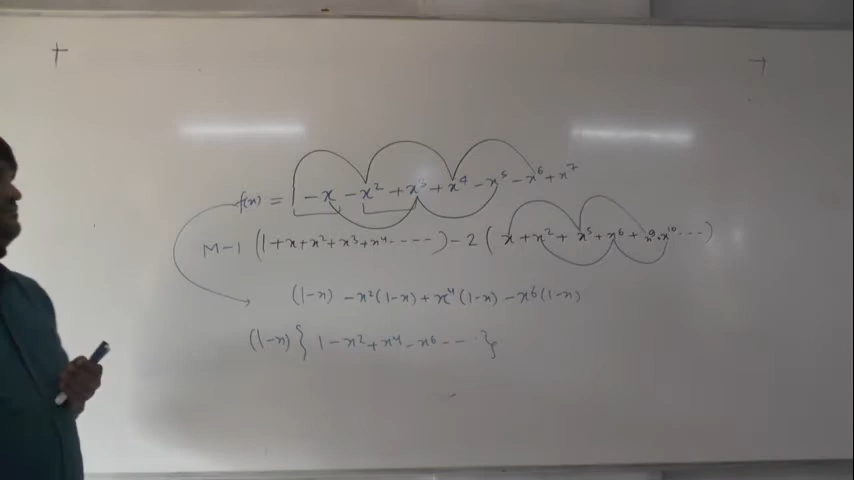 f(x) = 1 - x - x² + x³ + x⁴ - x⁵ - x⁶ + x⁷
M-1 (1 + x + x² + x³ + x⁴ - - - - -) - 2 (x + x² + x⁵ + x⁶ + x⁹ + x¹⁰ . . . )
(1-x) - x²(1-x) + x⁴(1-x) - x⁶(1-x)
(1-x) { 1 - x² + x⁴ - x⁶ - - - }